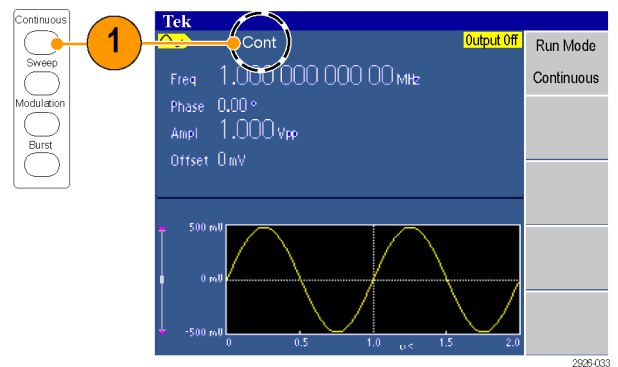 Continuous
Sweep
Modulation
Burst
1
Tek
Cont
Output Off
Freq 1.000 000 000 00 MHz
Phase 0.00 °
Ampl 1.000 Vpp
Offset 0 mV
Run Mode
Continuous
500 mV
0 mV
-500 mV
0 0.5 1.0 1.5 2.0
2926-033